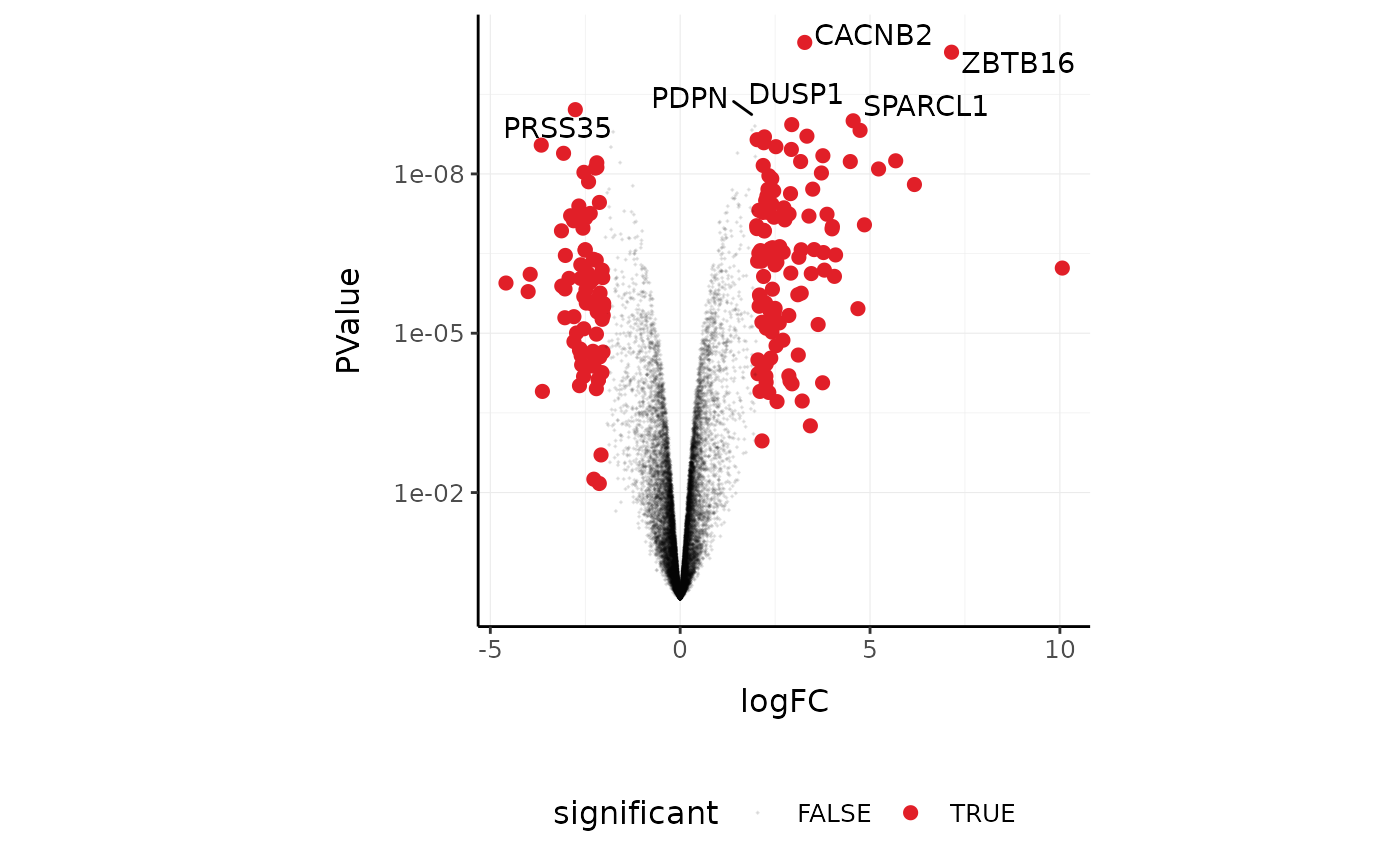 CACNB2
ZBTB16
PDPN
DUSP1
SPARCL1
PRSS35
1e-08
1e-05
1e-02
PValue
-5 0 5 10
logFC
significant FALSE TRUE